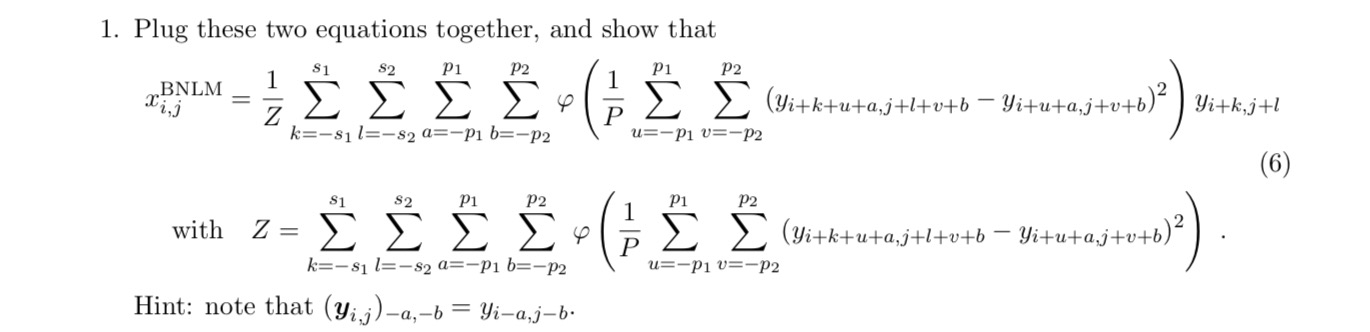 1. Plug these two equations together, and show that
$x_{i,j}^{\mathrm{BNLM}} = \frac{1}{Z} \sum_{k=-s_1}^{s_1} \sum_{l=-s_2}^{s_2} \sum_{a=-p_1}^{p_1} \sum_{b=-p_2}^{p_2} \varphi \left( \frac{1}{P} \sum_{u=-p_1}^{p_1} \sum_{v=-p_2}^{p_2} (y_{i+k+u+a,j+l+v+b} - y_{i+u+a,j+v+b})^2 \right) y_{i+k,j+l}$
(6)
with $Z = \sum_{k=-s_1}^{s_1} \sum_{l=-s_2}^{s_2} \sum_{a=-p_1}^{p_1} \sum_{b=-p_2}^{p_2} \varphi \left( \frac{1}{P} \sum_{u=-p_1}^{p_1} \sum_{v=-p_2}^{p_2} (y_{i+k+u+a,j+l+v+b} - y_{i+u+a,j+v+b})^2 \right)$ .
Hint: note that $(\boldsymbol{y}_{i,j})_{-a,-b} = y_{i-a,j-b}$.